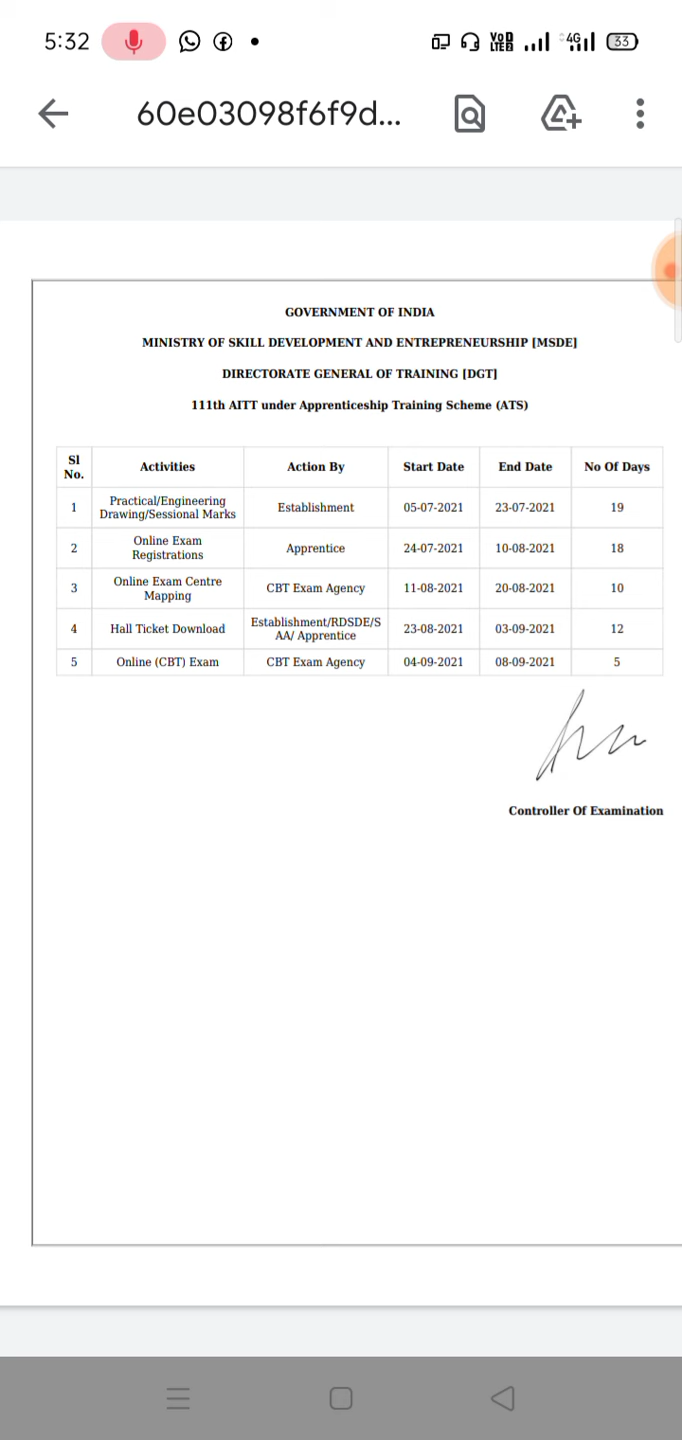 5:32
VoLTE2 4G 33
60e03098f6f9d...
GOVERNMENT OF INDIA
MINISTRY OF SKILL DEVELOPMENT AND ENTREPRENEURSHIP [MSDE]
DIRECTORATE GENERAL OF TRAINING [DGT]
111th AITT under Apprenticeship Training Scheme (ATS)
Sl No. Activities Action By Start Date End Date No Of Days
1 Practical/Engineering Drawing/Sessional Marks Establishment 05-07-2021 23-07-2021 19
2 Online Exam Registrations Apprentice 24-07-2021 10-08-2021 18
3 Online Exam Centre Mapping CBT Exam Agency 11-08-2021 20-08-2021 10
4 Hall Ticket Download Establishment/RDSDE/SAA/ Apprentice 23-08-2021 03-09-2021 12
5 Online (CBT) Exam CBT Exam Agency 04-09-2021 08-09-2021 5
Controller Of Examination